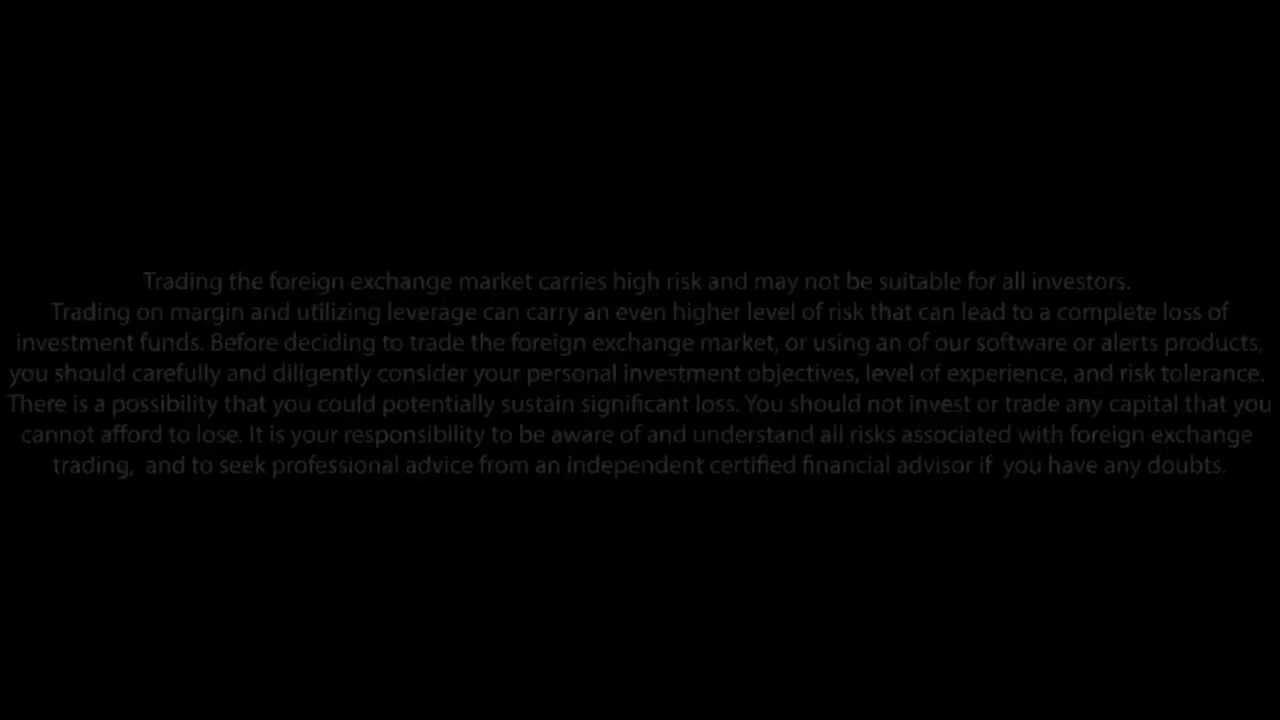 Trading the foreign exchange market carries high risk and may not be suitable for all investors.
Trading on margin and utilizing leverage can carry an even higher level of risk that can lead to a complete loss of
investment funds. Before deciding to trade the foreign exchange market, or using an of our software or alerts products,
you should carefully and diligently consider your personal investment objectives, level of experience, and risk tolerance.
There is a possibility that you could potentially sustain significant loss. You should not invest or trade any capital that you
cannot afford to lose. It is your responsibility to be aware of and understand all risks associated with foreign exchange
trading,  and to seek professional advice from an independent certified financial advisor if  you have any doubts.